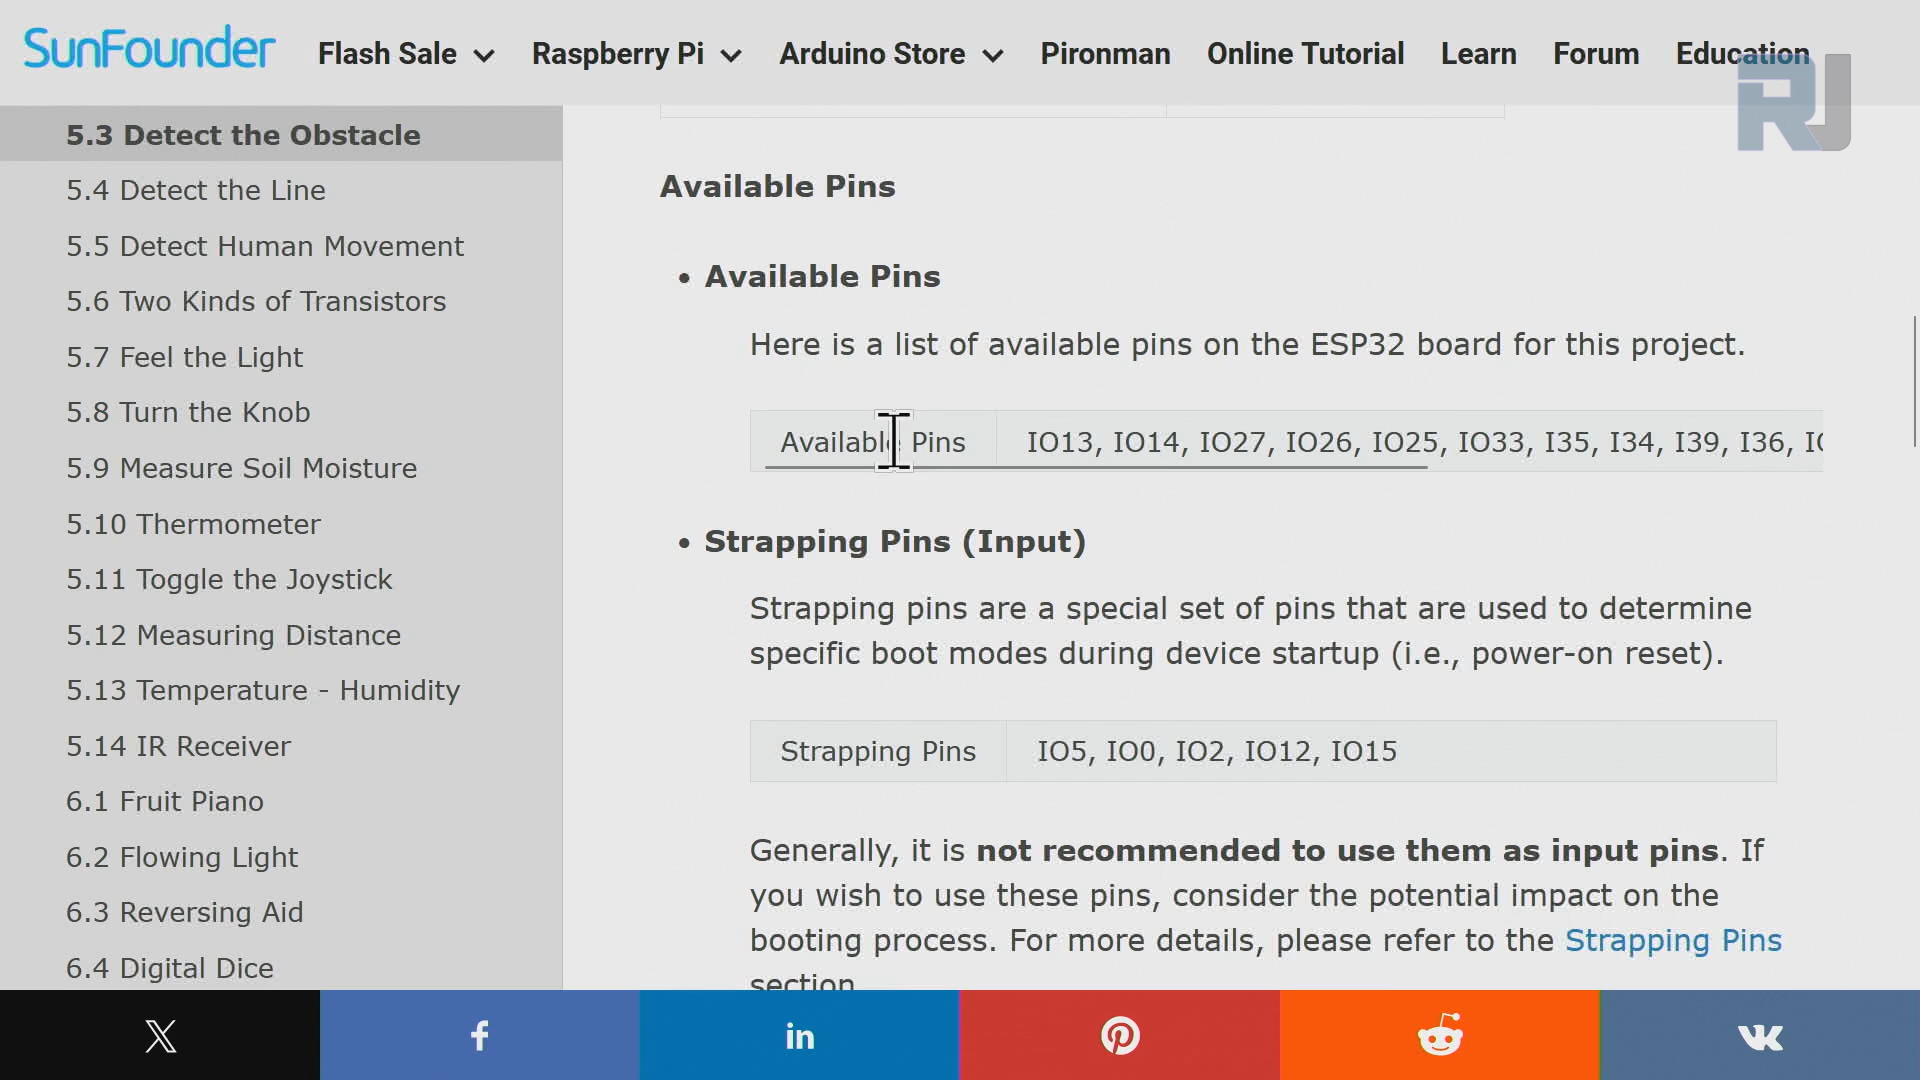 SunFounder Flash Sale Raspberry Pi Arduino Store Pironman Online Tutorial Learn Forum Education
RJ
5.3 Detect the Obstacle
5.4 Detect the Line
5.5 Detect Human Movement
5.6 Two Kinds of Transistors
5.7 Feel the Light
5.8 Turn the Knob
5.9 Measure Soil Moisture
5.10 Thermometer
5.11 Toggle the Joystick
5.12 Measuring Distance
5.13 Temperature - Humidity
5.14 IR Receiver
6.1 Fruit Piano
6.2 Flowing Light
6.3 Reversing Aid
6.4 Digital Dice
Available Pins
• Available Pins
Here is a list of available pins on the ESP32 board for this project.
Available Pins IO13, IO14, IO27, IO26, IO25, IO33, I35, I34, I39, I36,
• Strapping Pins (Input)
Strapping pins are a special set of pins that are used to determine
specific boot modes during device startup (i.e., power-on reset).
Strapping Pins IO5, IO0, IO2, IO12, IO15
Generally, it is not recommended to use them as input pins. If
you wish to use these pins, consider the potential impact on the
booting process. For more details, please refer to the Strapping Pins
section.